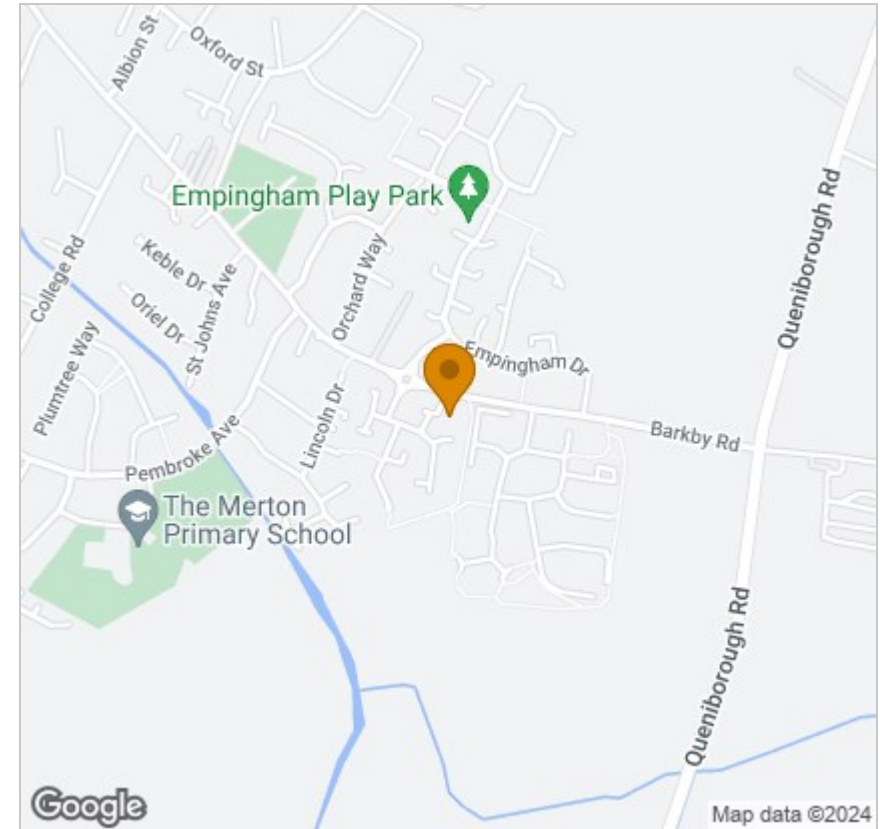 Albion St
Oxford St
Empingham Play Park
College Rd
Keble Dr
Oriel Dr
St Johns Ave
Orchard Way
Queniborough Rd
Plumtree Way
Lincoln Dr
Empingham Dr
Barkby Rd
Pembroke Ave
The Merton
Primary School
Queniborough Rd
Google
Map data ©2024